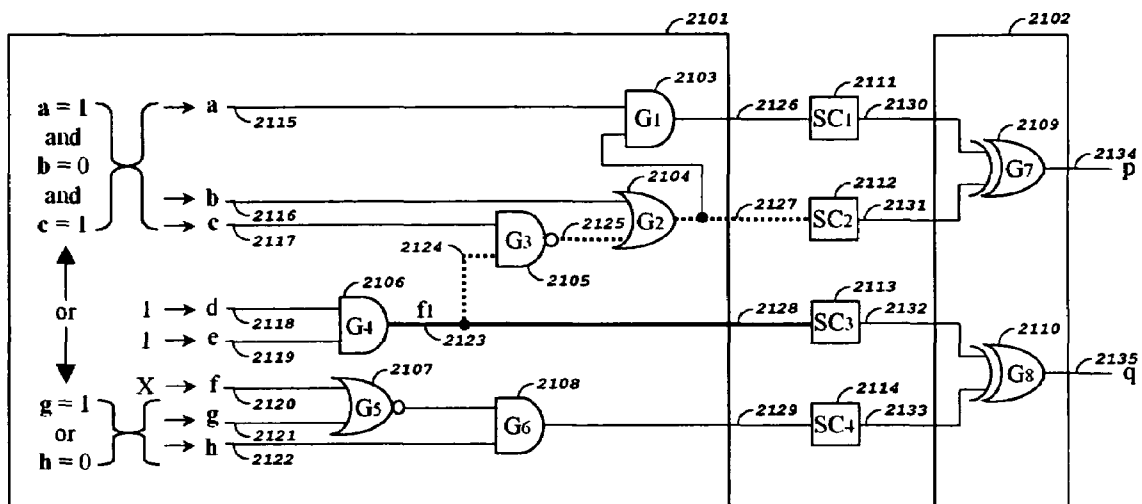 2101
2102
2103
a = 1
and
b = 0
and
c = 1
a
2115
G1
2126
2111
SC1
2130
2109
G7
2134
p
2104
b
2116
c
2117
G3
2125
G2
2127
2112
SC2
2131
2124
2105
or
2106
1
d
2118
1
e
2119
G4
f1
2123
2128
2113
SC3
2132
2110
G8
2135
q
X
f
2120
2107
2108
g = 1
or
h = 0
g
2121
h
2122
G5
G6
2129
2114
SC4
2133